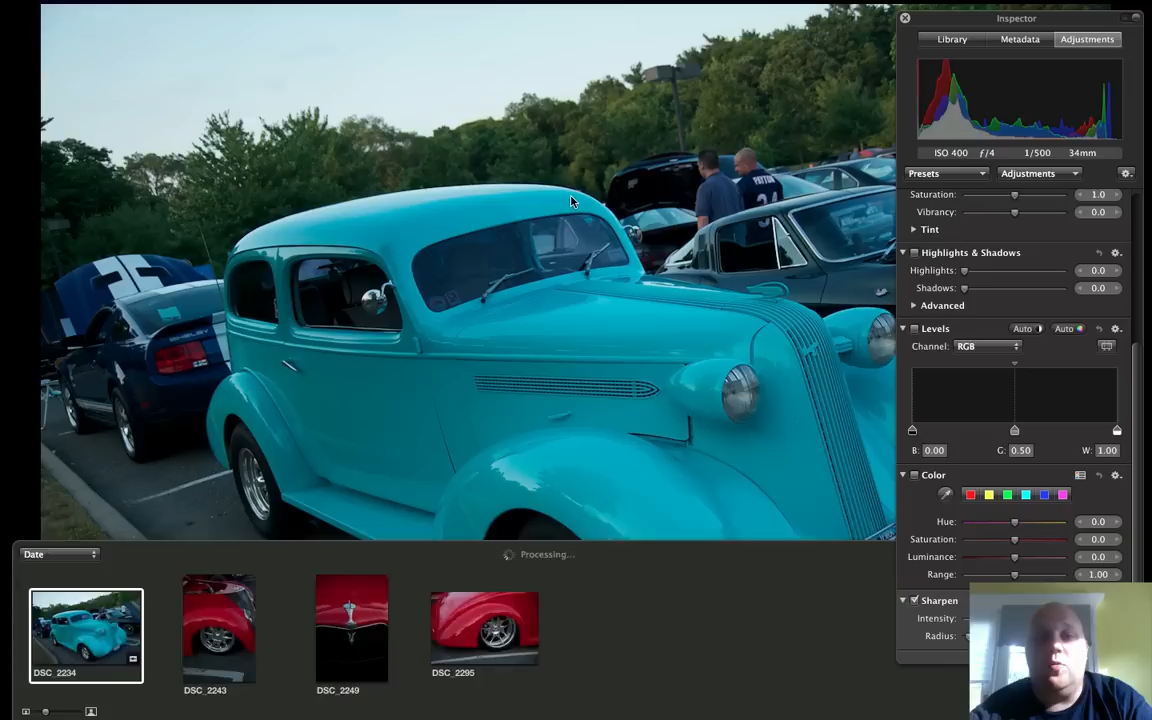 Inspector
Library Metadata Adjustments
ISO 400 ƒ/4 1/500 34mm
Presets Adjustments
Saturation: 1.0
Vibrancy: 0.0
Tint
Highlights & Shadows
Highlights: 0.0
Shadows: 0.0
Advanced
Levels Auto Auto
Channel: RGB
B: 0.00 G: 0.50 W: 1.00
Color
Hue: 0.0
Saturation: 0.0
Luminance: 0.0
Range: 1.00
Sharpen
Intensity:
Radius:
PAYTON
34
SHELBY
Date
Processing...
DSC_2234
DSC_2243
DSC_2249
DSC_2295